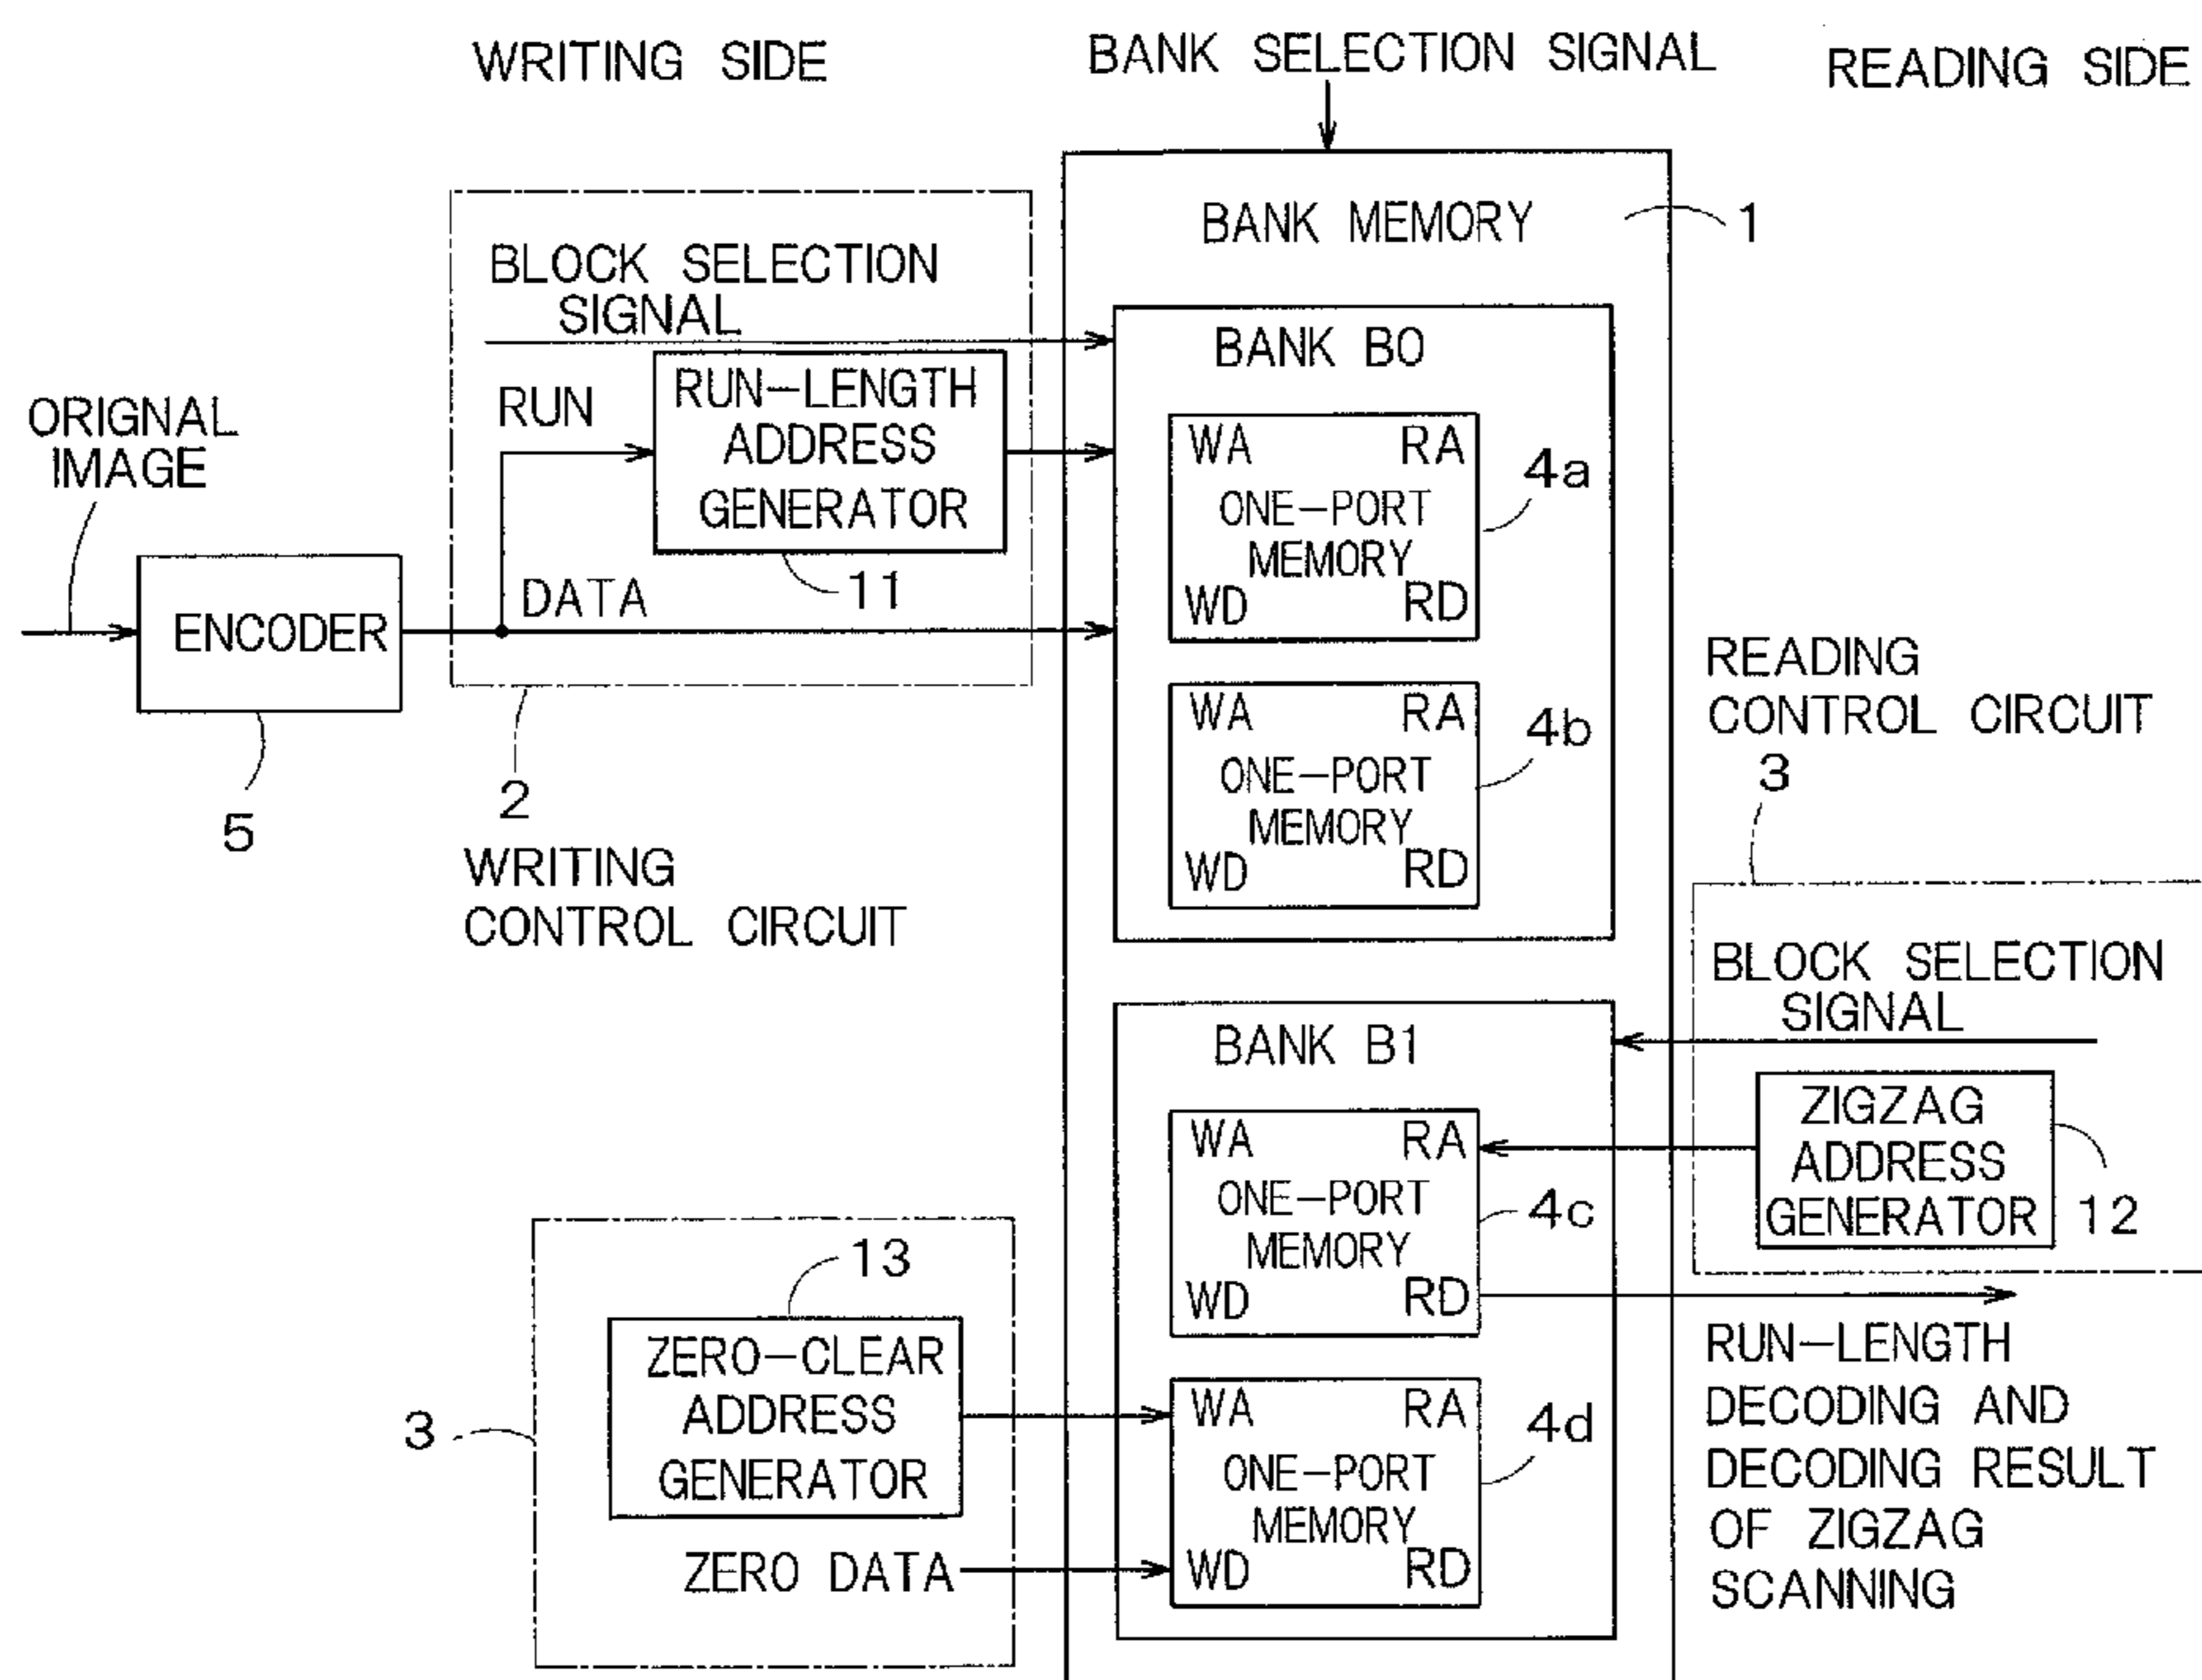 WRITING SIDE
BANK SELECTION SIGNAL
READING SIDE
BANK MEMORY
1
BLOCK SELECTION
SIGNAL
BANK B0
RUN
RUN-LENGTH
ADDRESS
GENERATOR
11
ORIGNAL
IMAGE
ENCODER
5
DATA
2
WRITING
CONTROL CIRCUIT
WA RA
ONE-PORT
MEMORY
WD RD
4a
WA RA
ONE-PORT
MEMORY
WD RD
4b
READING
CONTROL CIRCUIT
3
BLOCK SELECTION
SIGNAL
BANK B1
ZIGZAG
ADDRESS
GENERATOR
12
WA RA
ONE-PORT
MEMORY
WD RD
4c
13
ZERO-CLEAR
ADDRESS
GENERATOR
3
ZERO DATA
WA RA
ONE-PORT
MEMORY
WD RD
4d
RUN-LENGTH
DECODING AND
DECODING RESULT
OF ZIGZAG
SCANNING